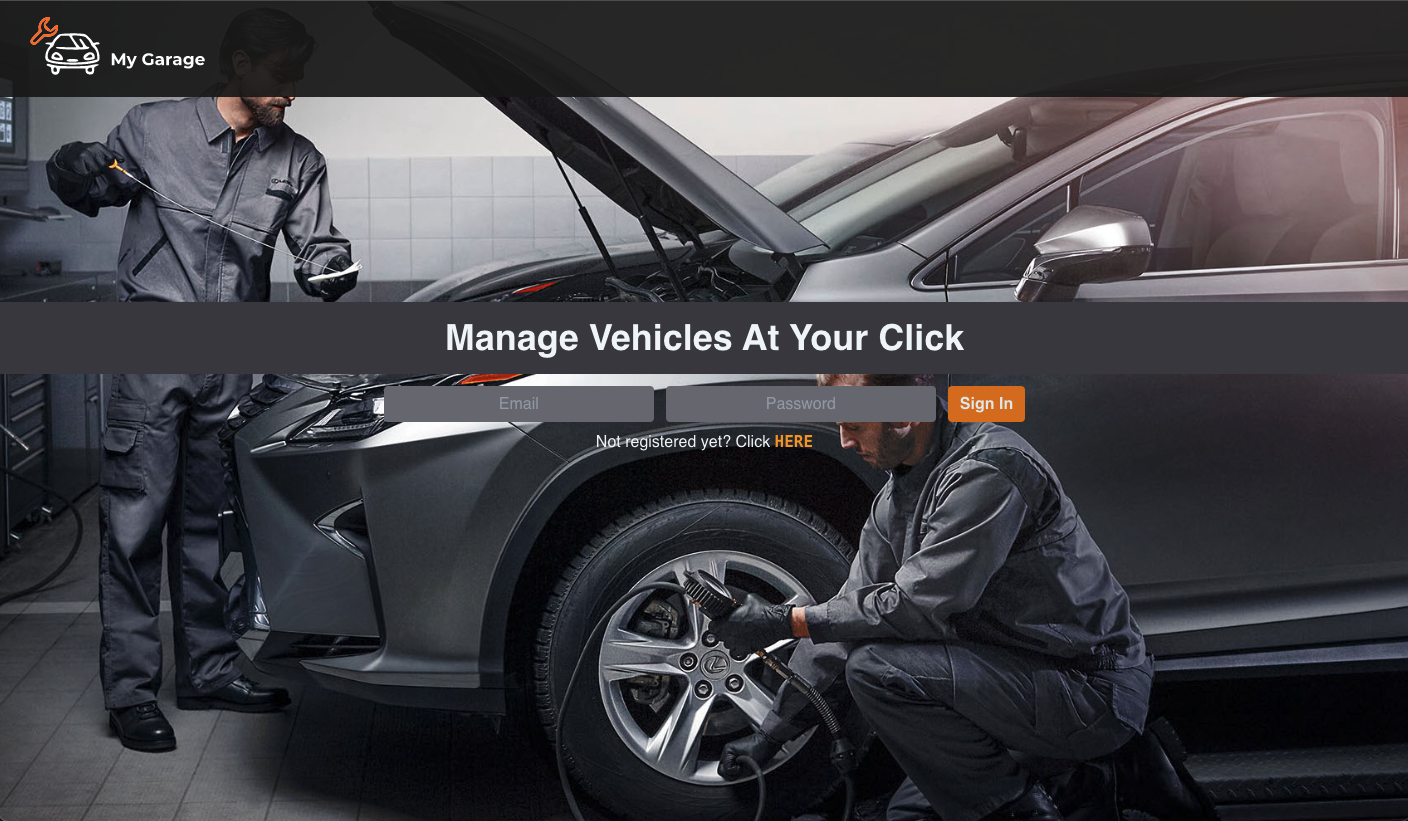 My Garage
Manage Vehicles At Your Click
Email
Password
Sign In
Not registered yet? Click HERE